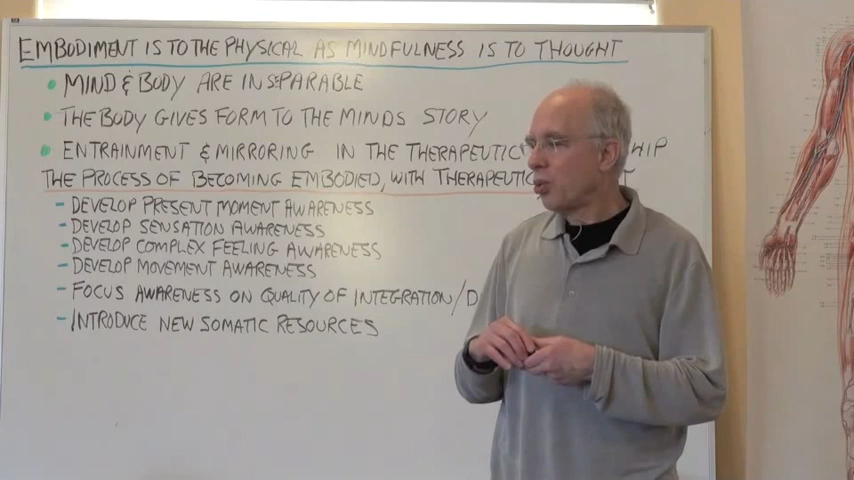 EMBODIMENT IS TO THE PHYSICAL AS MINDFULNESS IS TO THOUGHT
MIND & BODY ARE INSEPARABLE
THE BODY GIVES FORM TO THE MINDS STORY
ENTRAINMENT & MIRRORING IN THE THERAPEUTIC
THE PROCESS OF BECOMING EMBODIED, WITH THERAPEUTIC
- DEVELOP PRESENT MOMENT AWARENESS
- DEVELOP SENSATION AWARENESS
- DEVELOP COMPLEX FEELING AWARENESS
- DEVELOP MOVEMENT AWARENESS
- FOCUS AWARENESS ON QUALITY OF INTEGRATION/D
- INTRODUCE NEW SOMATIC RESOURCES